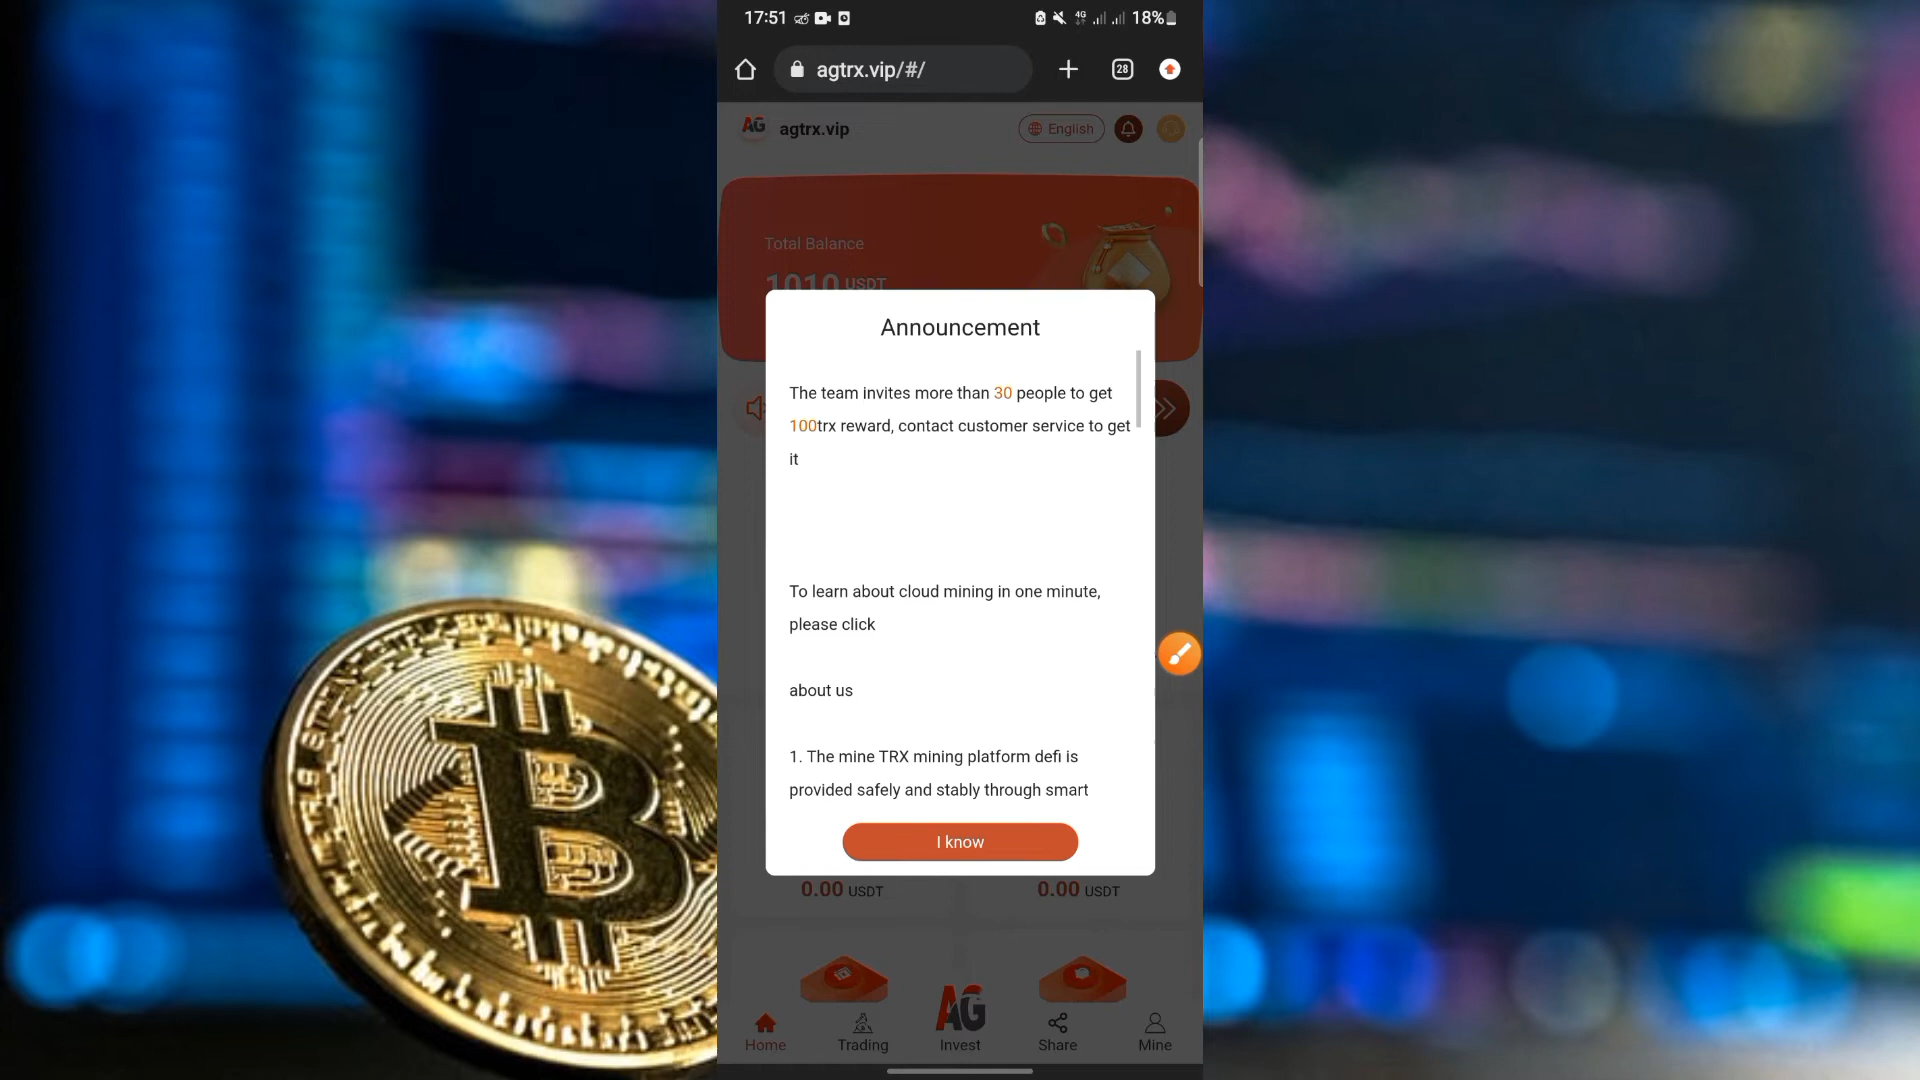 17:51
4G
18%
agtrx.vip/#/
28
AG
agtrx.vip
English
Total Balance
1010 USDT
Announcement
The team invites more than 30 people to get
100trx reward, contact customer service to get
it
To learn about cloud mining in one minute,
please click
about us
1. The mine TRX mining platform defi is
provided safely and stably through smart
I know
0.00 USDT
0.00 USDT
AG
Home
Trading
Invest
Share
Mine